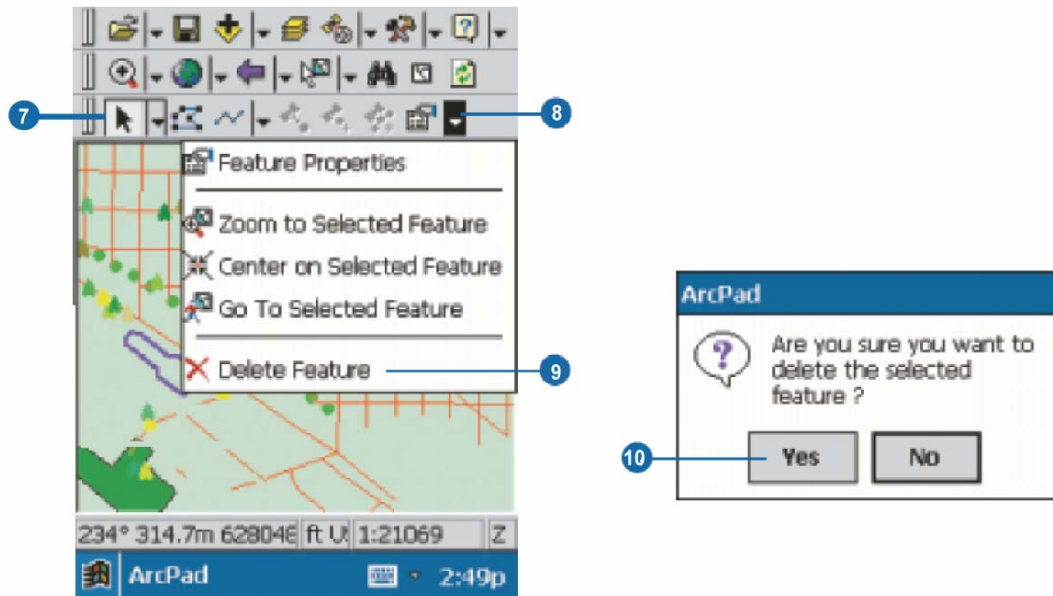 7
8
Feature Properties
Zoom to Selected Feature
Center on Selected Feature
Go To Selected Feature
Delete Feature
9
234° 314.7m 628048 ft 1:21069 Z
ArcPad 2:49p
ArcPad
?
Are you sure you want to
delete the selected
feature ?
10
Yes No